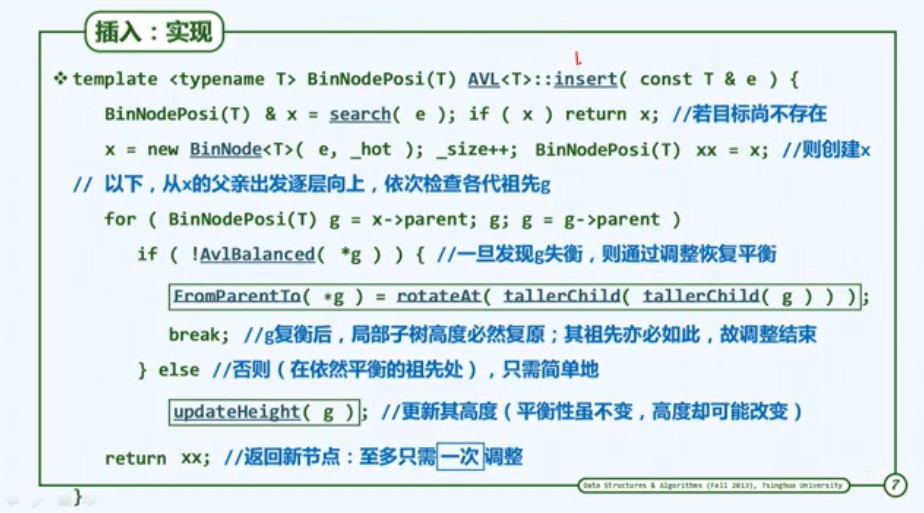 插入：实现
❖template <typename T> BinNodePosi(T) AVL<T>::insert( const T & e ) {
BinNodePosi(T) & x = search( e ); if ( x ) return x; //若目标尚不存在
x = new BinNode<T>( e, _hot ); _size++; BinNodePosi(T) xx = x; //则创建x
// 以下，从x的父亲出发逐层向上，依次检查各代祖先g
for ( BinNodePosi(T) g = x->parent; g; g = g->parent )
if ( !AvlBalanced( *g ) ) { //一旦发现g失衡，则通过调整恢复平衡
FromParentTo( *g ) = rotateAt( tallerChild( tallerChild( g ) ) );
break; //g复衡后，局部子树高度必然复原；其祖先亦必如此，故调整结束
} else //否则（在依然平衡的祖先处），只需简单地
updateHeight( g ); //更新其高度（平衡性虽不变，高度却可能改变）
return xx; //返回新节点：至多只需一次调整
}
Data Structures & Algorithms (Fall 2013), Tsinghua University
7